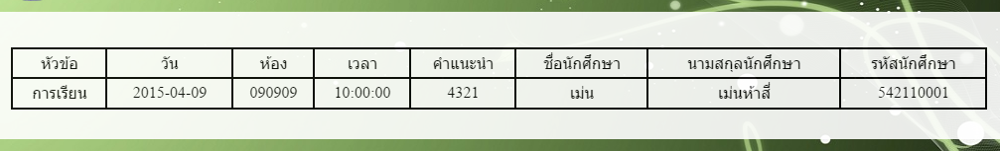 หัวข้อ วัน ห้อง เวลา คำแนะนำ ชื่อนักศึกษา นามสกุลนักศึกษา รหัสนักศึกษา
การเรียน 2015-04-09 090909 10:00:00 4321 เม่น เม่นห้าสี่ 542110001